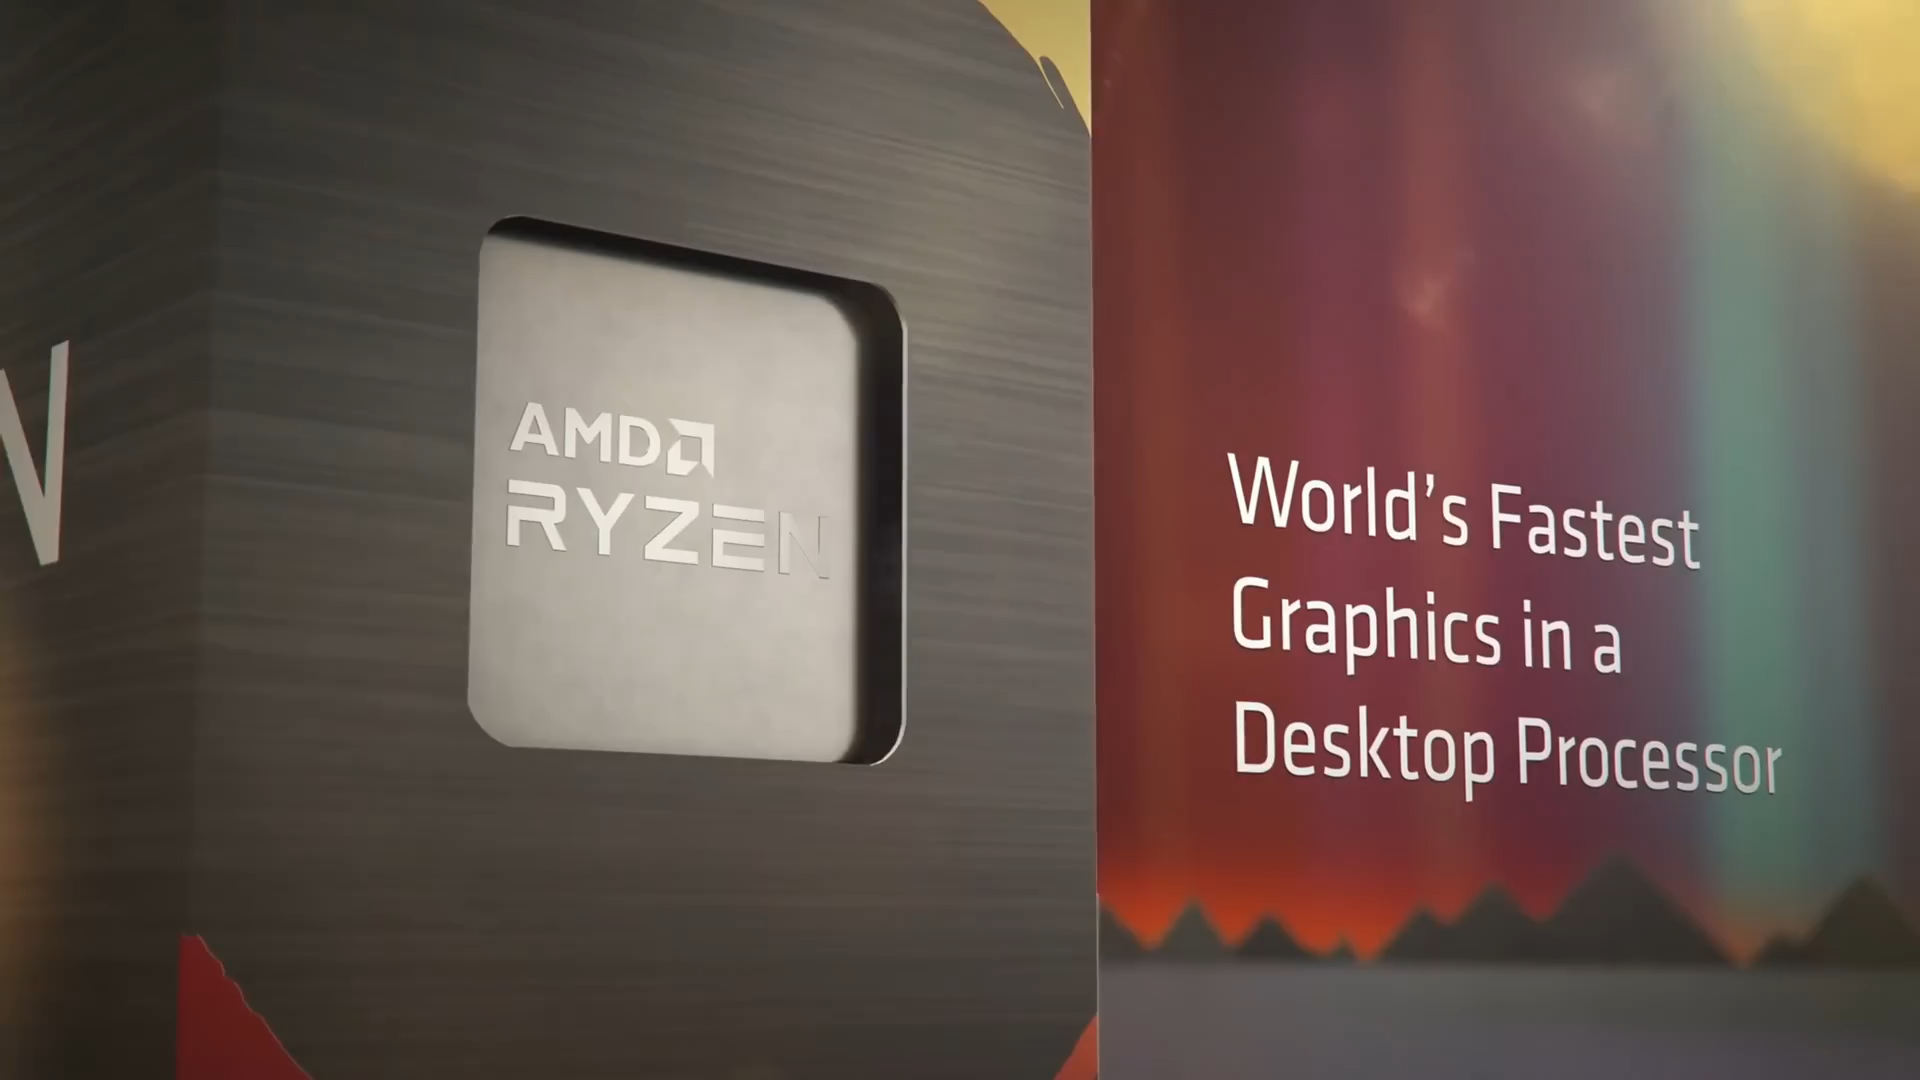 N
AMD
RYZEN
World's Fastest
Graphics in a
Desktop Processor